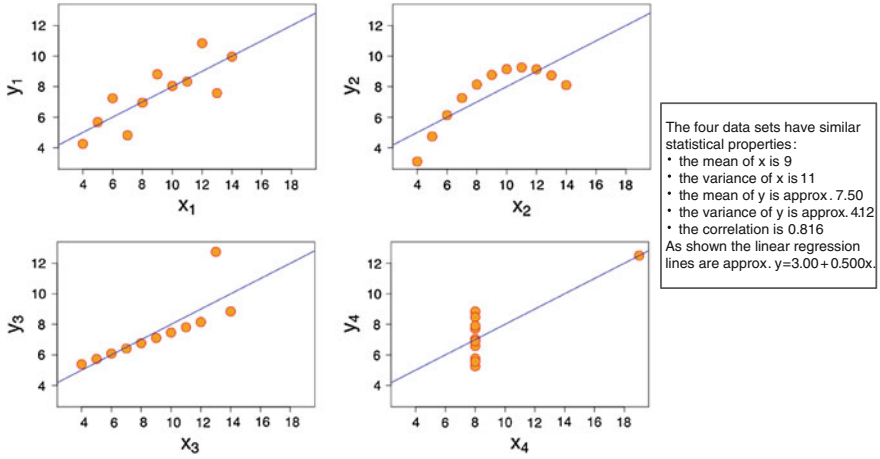 12
10
8
6
4
y1
4 6 8 10 12 14 16 18
x1
12
10
8
6
4
y2
4 6 8 10 12 14 16 18
x2
12
10
8
6
4
y3
4 6 8 10 12 14 16 18
x3
12
10
8
6
4
y4
4 6 8 10 12 14 16 18
x4
The four data sets have similar
statistical properties:
• the mean of x is 9
• the variance of x is 11
• the mean of y is approx. 7.50
• the variance of y is approx. 4.12
• the correlation is 0.816
As shown the linear regression
lines are approx. y=3.00+0.500x.